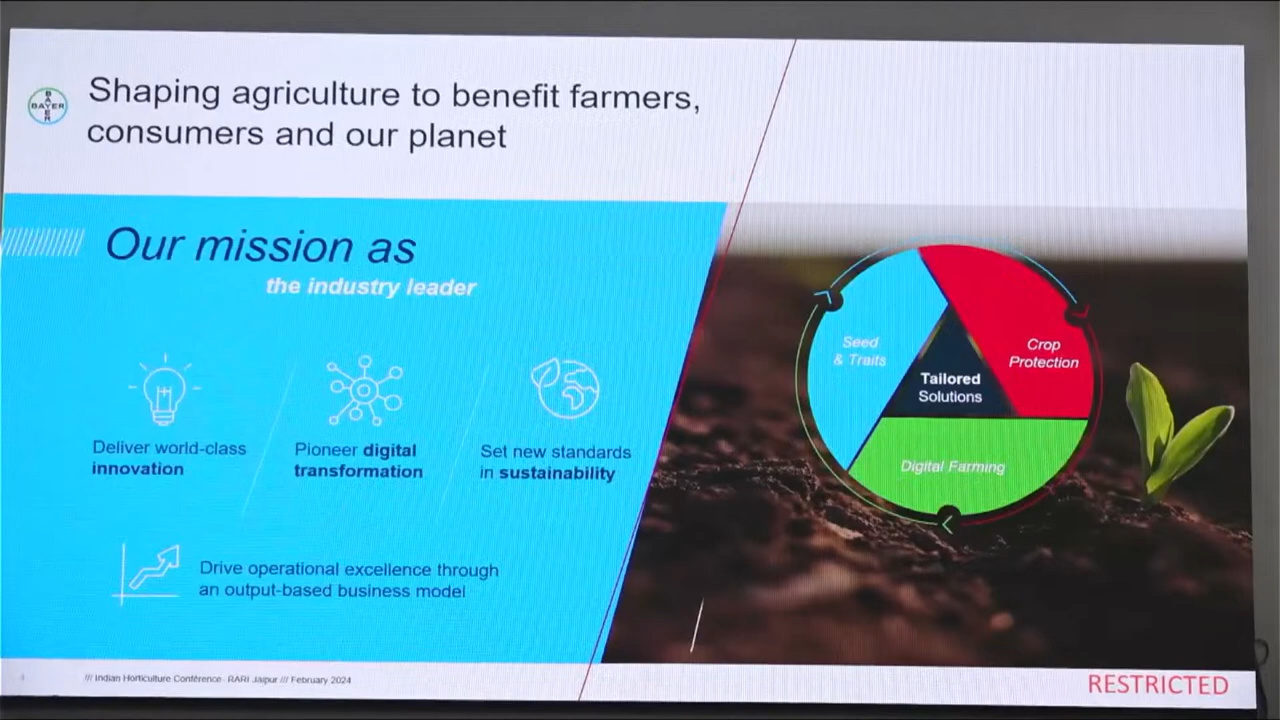 Shaping agriculture to benefit farmers,
consumers and our planet
BAYER
BAYER
Our mission as
the industry leader
Deliver world-class
innovation
Pioneer digital
transformation
Set new standards
in sustainability
Drive operational excellence through
an output-based business model
Seed
& Traits
Crop
Protection
Tailored
Solutions
Digital Farming
/// Indian Horticulture Conference RARI Jaipur /// February 2024
RESTRICTED